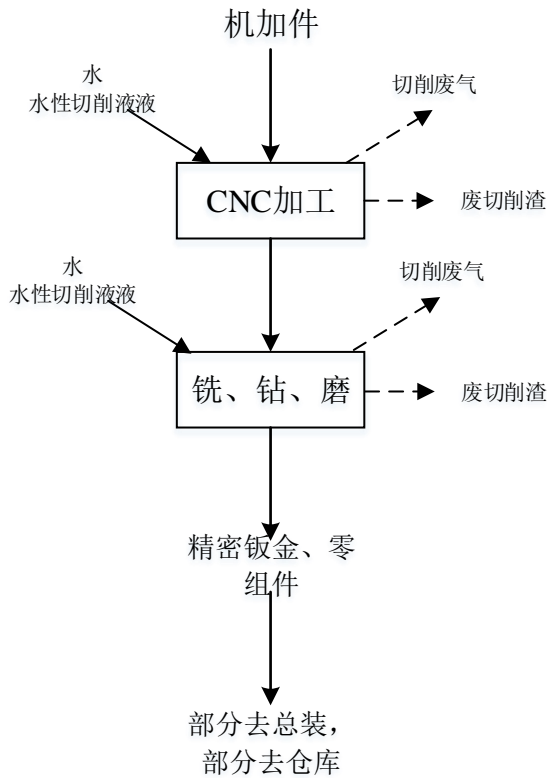 机加件
水
水性切削液液
切削废气
CNC加工
废切削渣
水
水性切削液液
切削废气
铣、钻、磨
废切削渣
精密钣金、零
组件
部分去总装，
部分去仓库